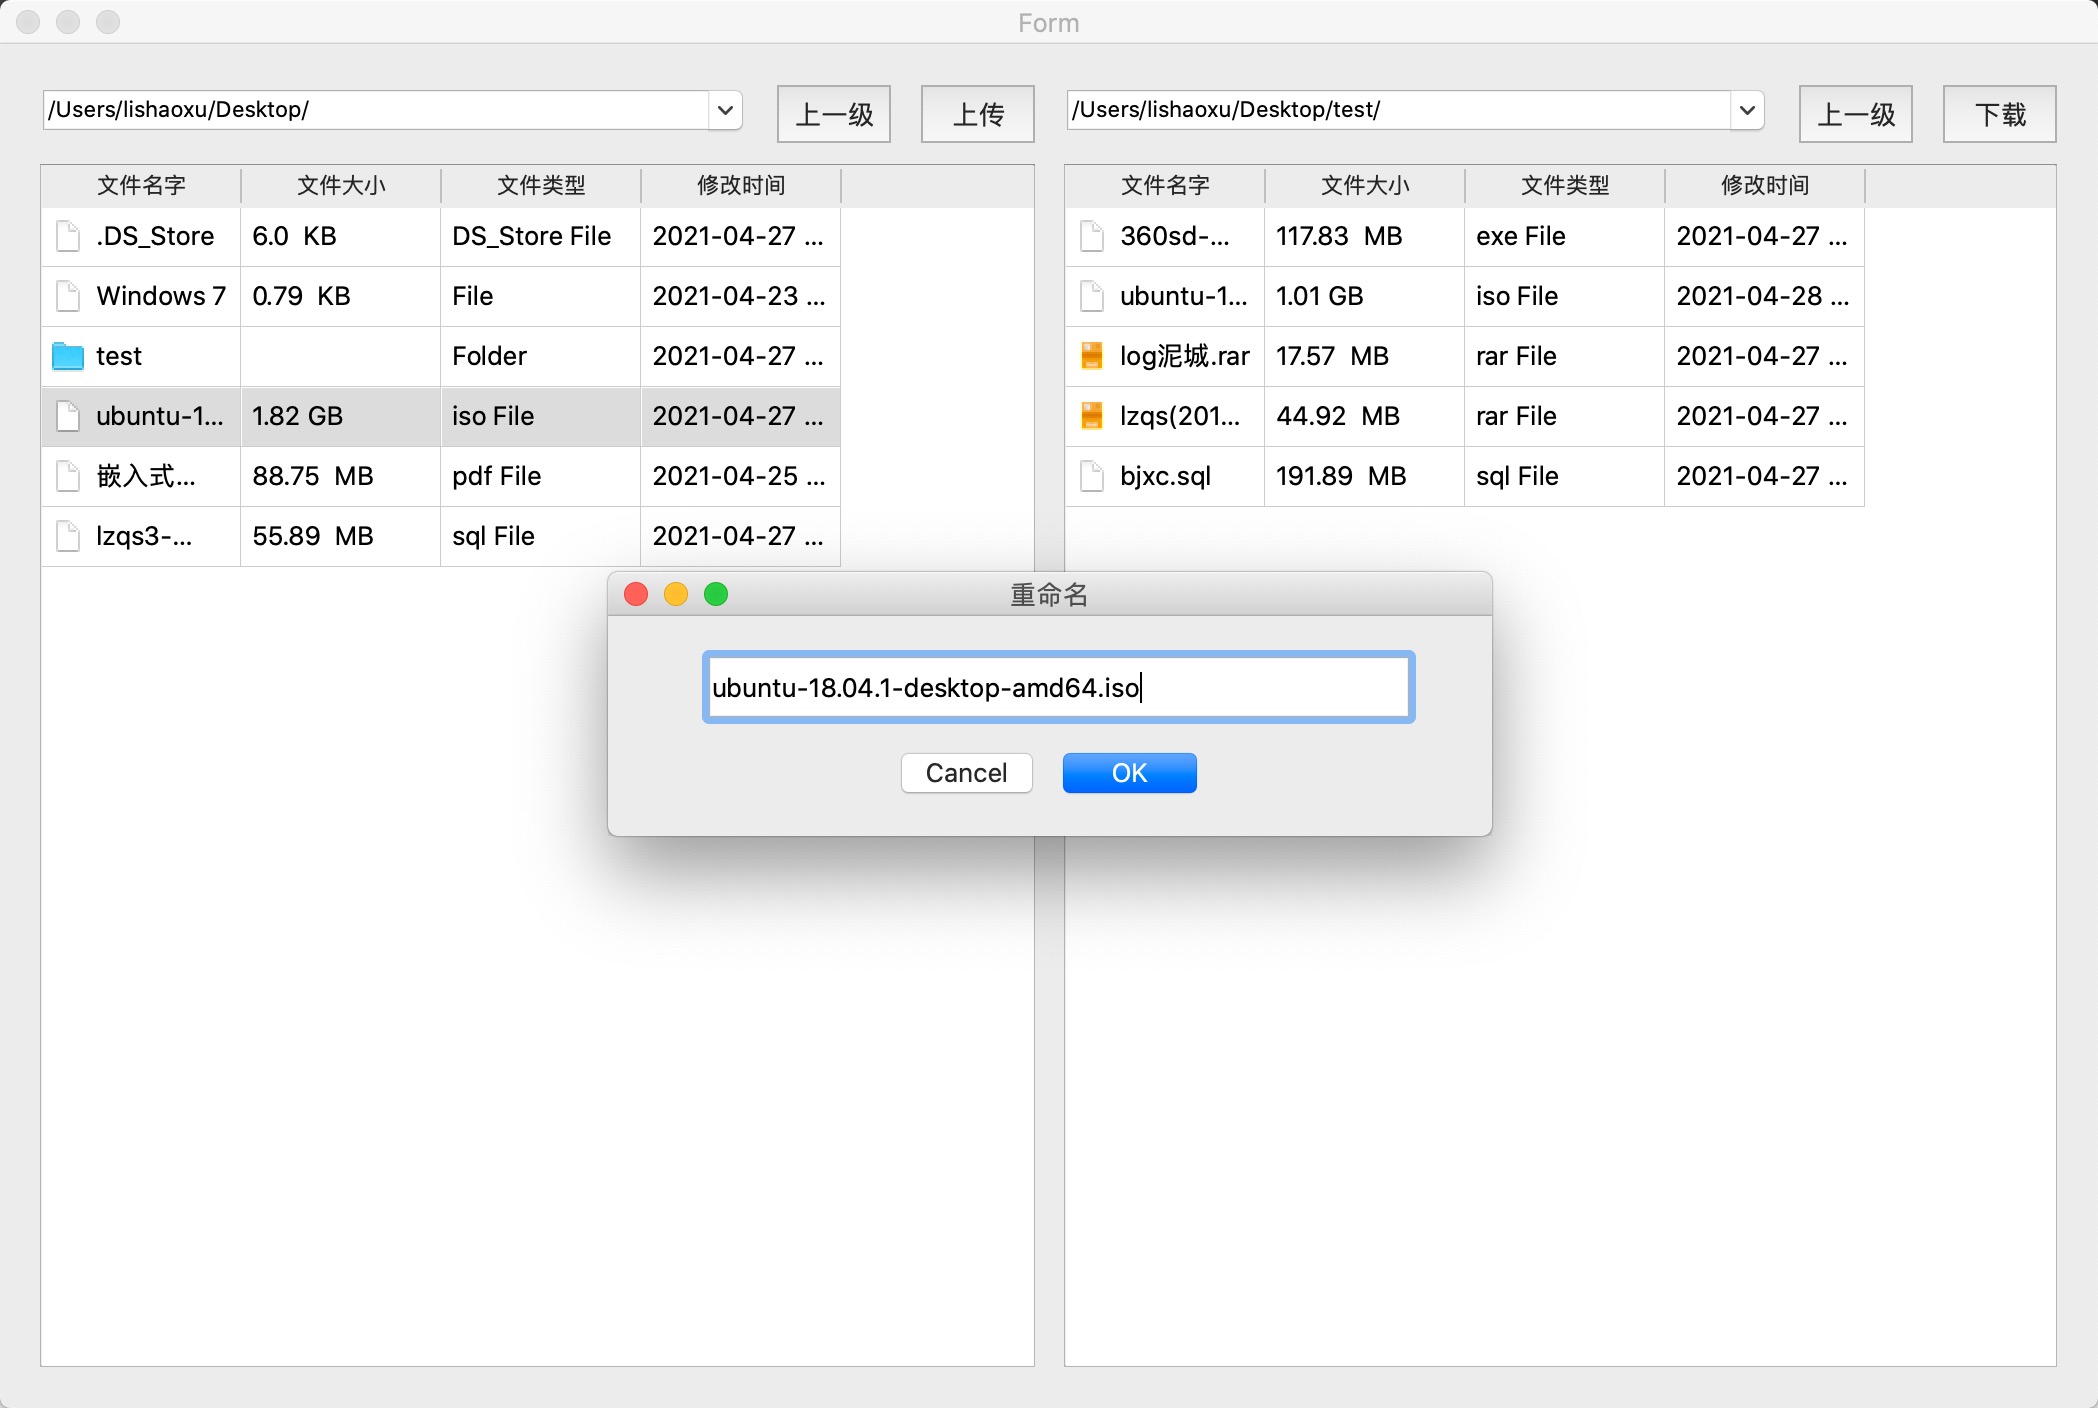 Form
/Users/lishaoxu/Desktop/ 上一级 上传
文件名字 文件大小 文件类型 修改时间
.DS_Store 6.0 KB DS_Store File 2021-04-27 ...
Windows 7 0.79 KB File 2021-04-23 ...
test Folder 2021-04-27 ...
ubuntu-1... 1.82 GB iso File 2021-04-27 ...
嵌入式... 88.75 MB pdf File 2021-04-25 ...
lzqs3-... 55.89 MB sql File 2021-04-27 ...
/Users/lishaoxu/Desktop/test/ 上一级 下载
文件名字 文件大小 文件类型 修改时间
360sd-... 117.83 MB exe File 2021-04-27 ...
ubuntu-1... 1.01 GB iso File 2021-04-28 ...
log泥城.rar 17.57 MB rar File 2021-04-27 ...
lzqs(201... 44.92 MB rar File 2021-04-27 ...
bjxc.sql 191.89 MB sql File 2021-04-27 ...
重命名
ubuntu-18.04.1-desktop-amd64.iso
Cancel OK